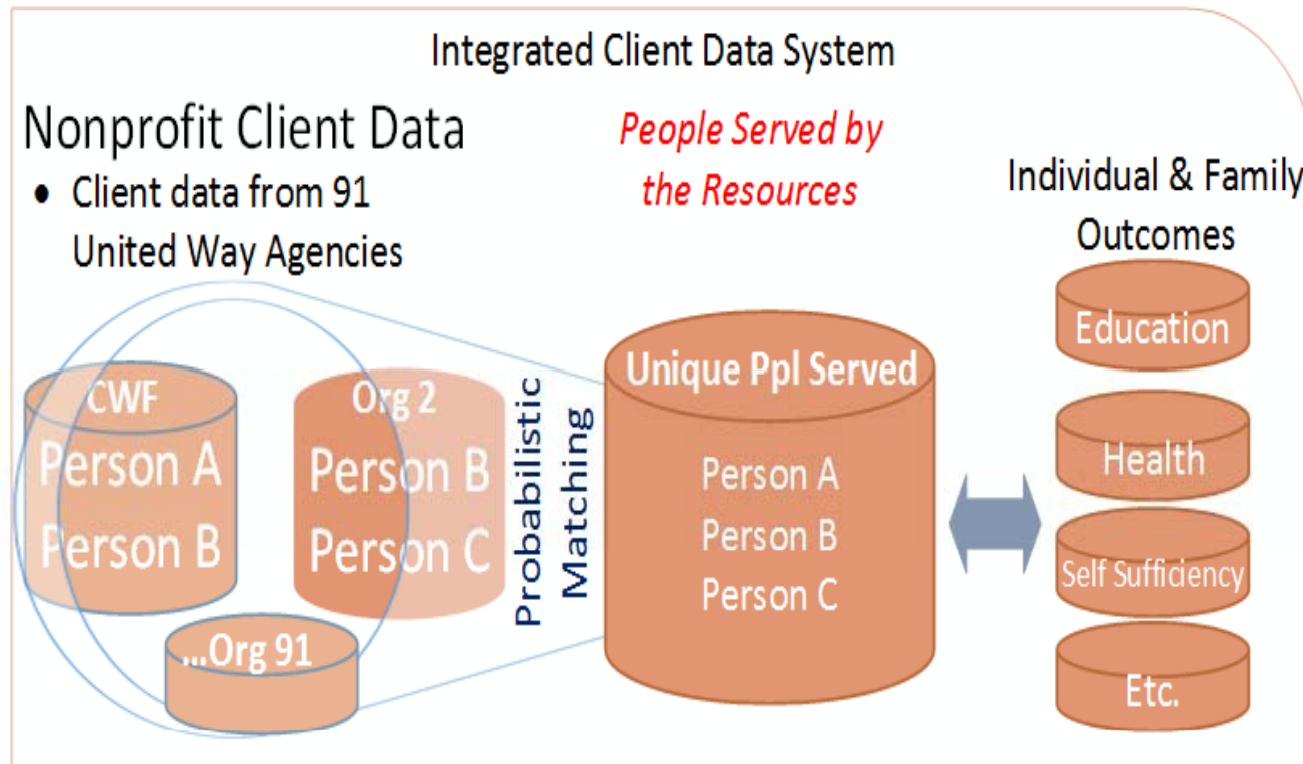 Integrated Client Data System
Nonprofit Client Data
• Client data from 91
United Way Agencies
People Served by
the Resources
Individual & Family
Outcomes
CWF
Person A
Person B
Org 2
Person B
Person C
...Org 91
Probabilistic
Matching
Unique Ppl Served
Person A
Person B
Person C
Education
Health
Self Sufficiency
Etc.